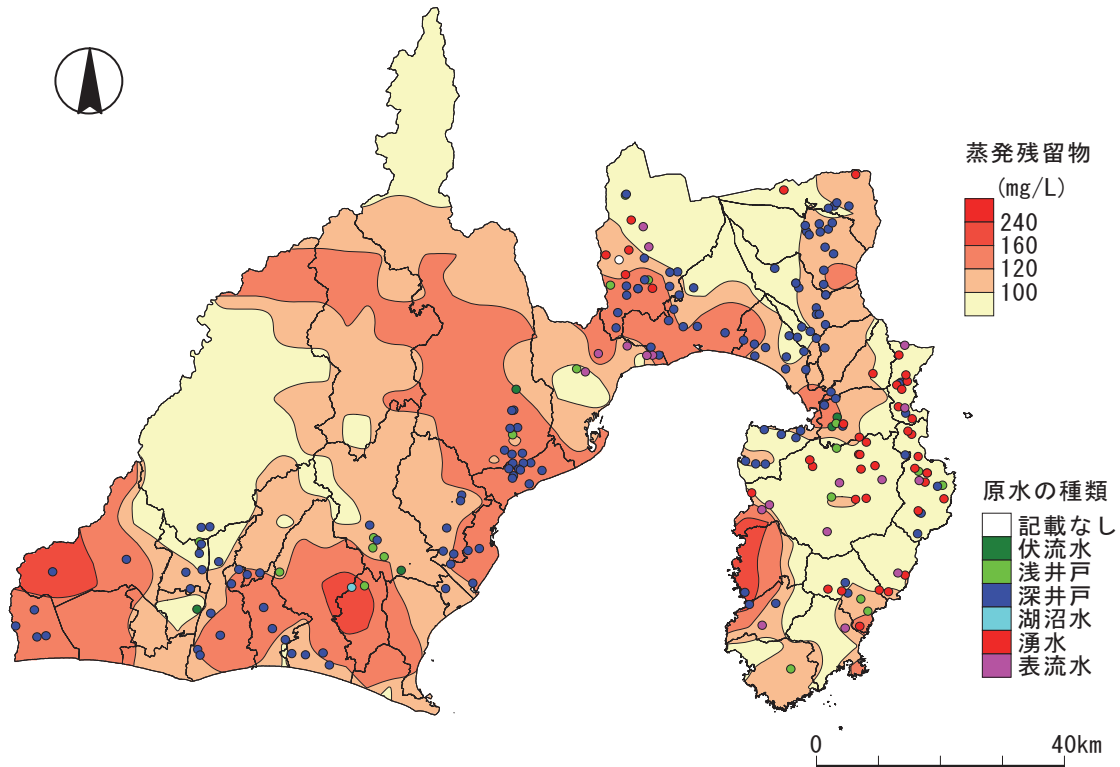 蒸発残留物
(mg/L)
240
160
120
100
原水の種類
記載なし
伏流水
浅井戸
深井戸
湖沼水
湧水
表流水
0 40km